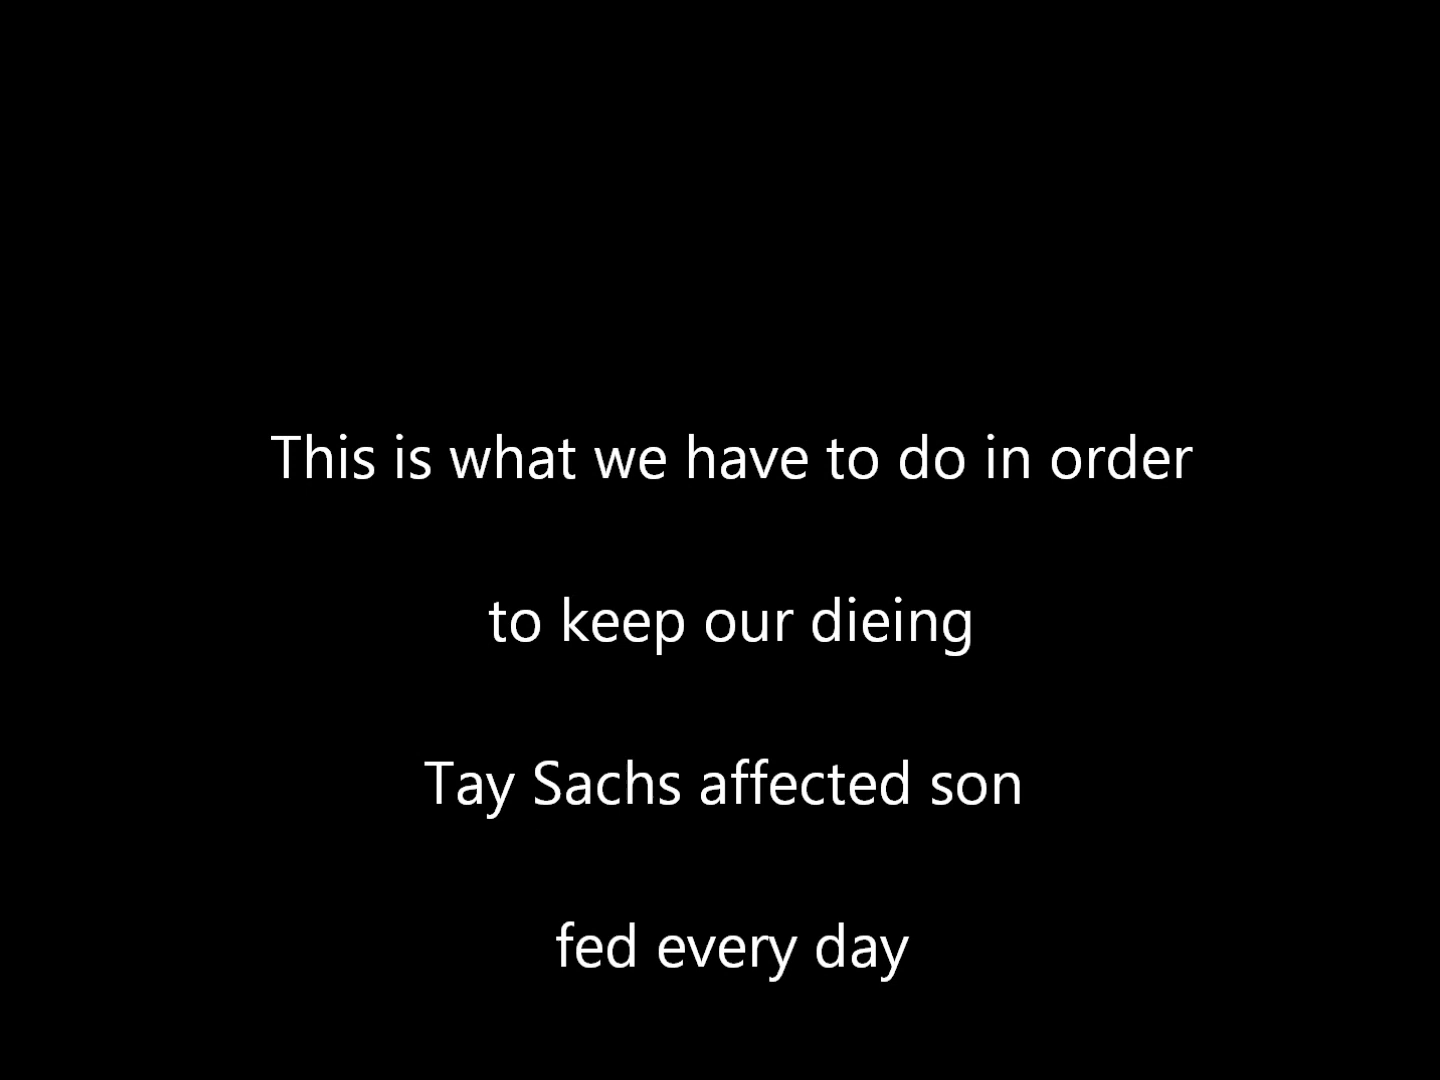 This is what we have to do in order
to keep our dieing
Tay Sachs affected son
fed every day